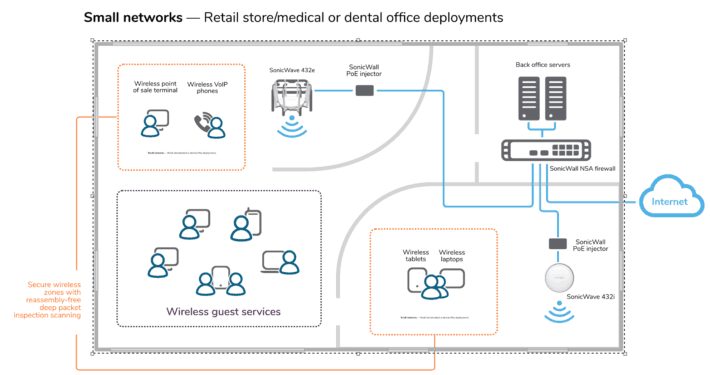 Small networks — Retail store/medical or dental office deployments
Wireless point
of sale terminal
Wireless VoIP
phones
SonicWave 432e
SonicWall
PoE injector
Back office servers
SonicWall NSA firewall
Internet
SonicWall
PoE injector
SonicWave 432i
Wireless
tablets
Wireless
laptops
Wireless guest services
Secure wireless
zones with
reassembly-free
deep packet
inspection scanning